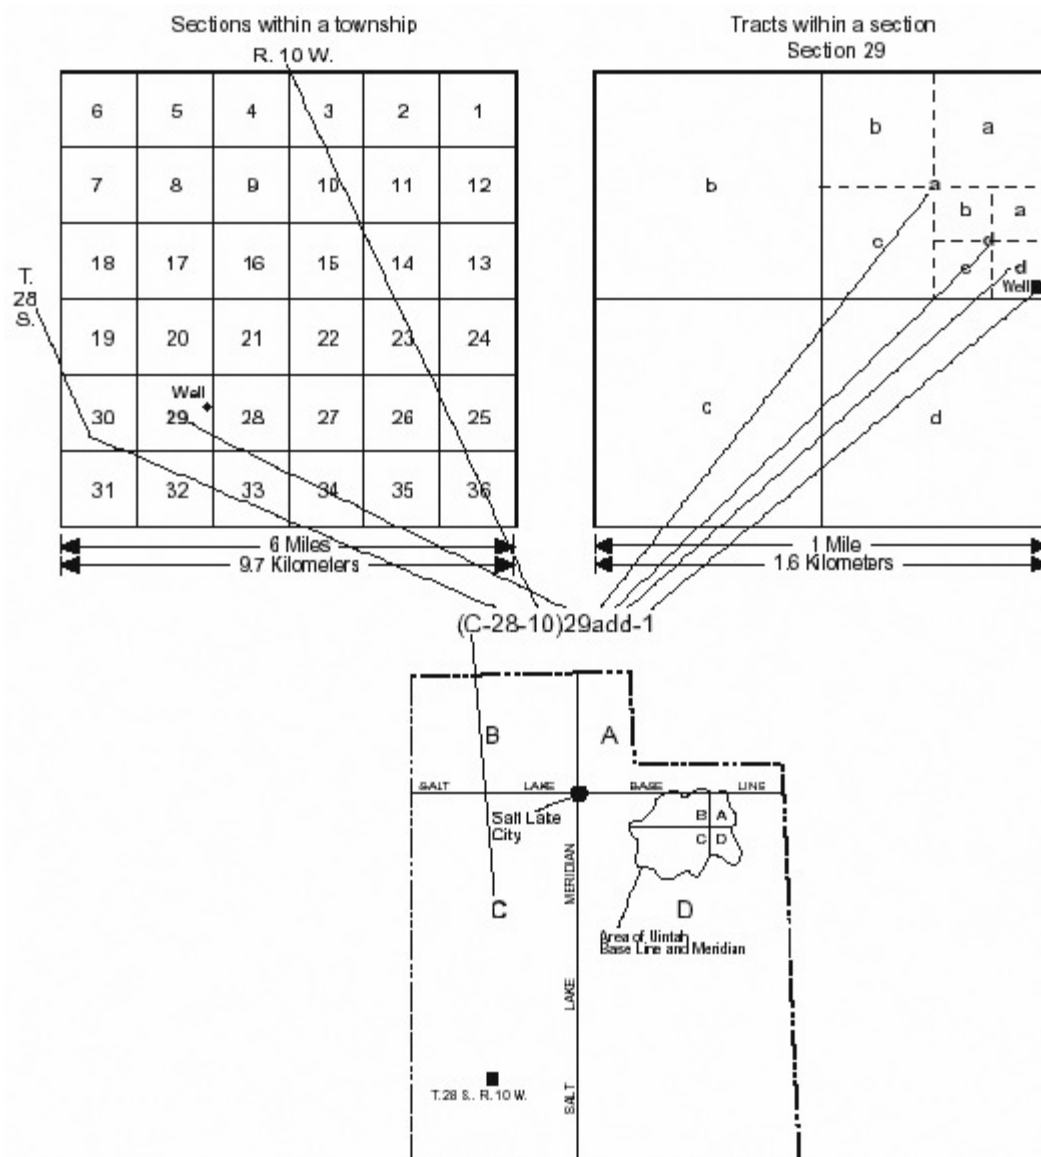 Sections within a township
R. 10 W.
6 5 4 3 2 1
7 8 9 10 11 12
18 17 16 15 14 13
T.
28
S.
19 20 21 22 23 24
Well
30 29 28 27 26 25
31 32 33 34 35 36
6 Miles
9.7 Kilometers
Tracts within a section
Section 29
b a
b a
b a
c d
c d
Well
c d
1 Mile
1.6 Kilometers
(C-28-10)29add-1
B A
SALT LAKE BASE LINE
Salt Lake
City
B A
C D
MERIDIAN
C D
Area of Uintah
Base Line and Meridian
LAKE
SALT
T.28 S., R.10 W.